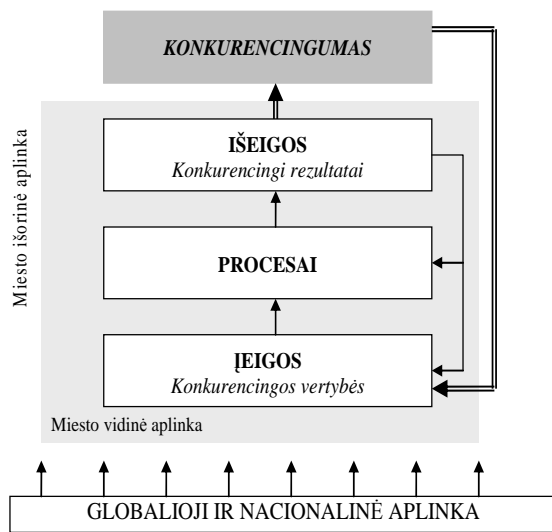 KONKURENCINGUMAS
Miesto išorinė aplinka
IŠEIGOS
Konkurencingi rezultatai
PROCESAI
ĮEIGOS
Konkurencingos vertybės
Miesto vidinė aplinka
GLOBALIOJI IR NACIONALINĖ APLINKA